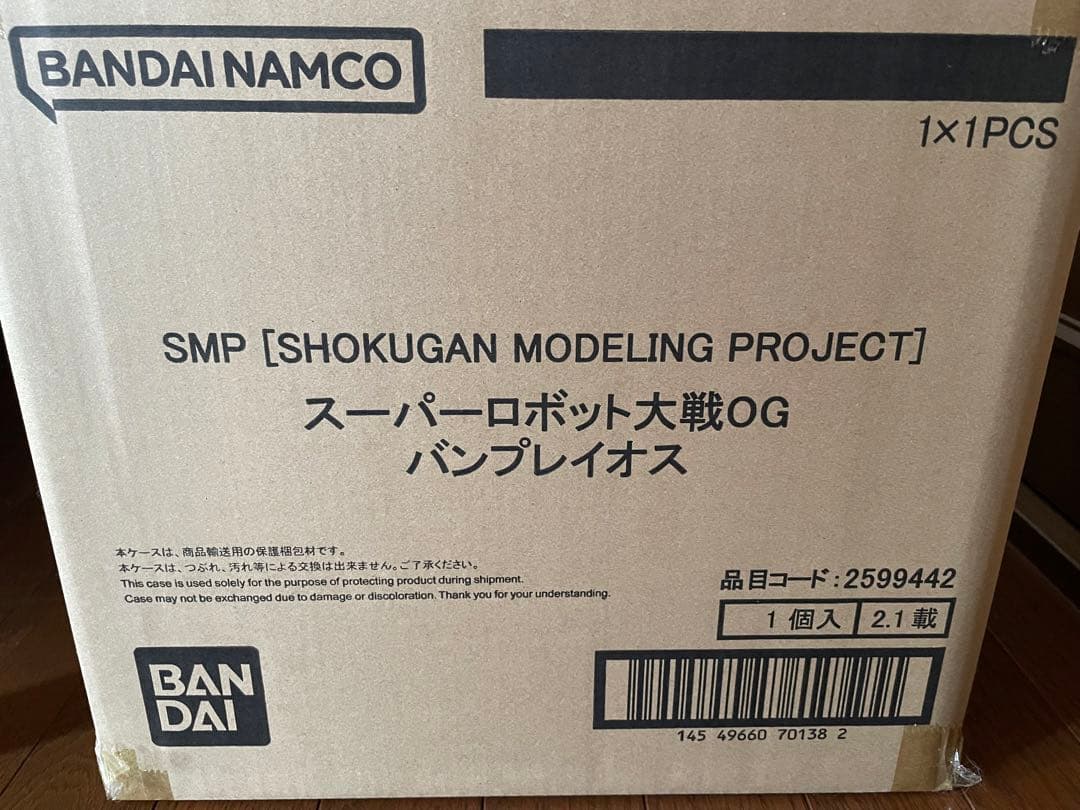 BANDAI NAMCO
1×1PCS
SMP [SHOKUGAN MODELING PROJECT]
スーパーロボット大戦OG
バンプレイオス
本ケースは、商品輸送用の保護梱包材です。
本ケースは、つぶれ、汚れ等による交換は出来ません。ご了承ください。
This case is used solely for the purpose of protecting product during shipment.
Case may not be exchanged due to damage or discoloration. Thank you for your understanding.
品目コード:2599442
1 個入 2.1 載
BAN
DAI
145 49660 70138 2